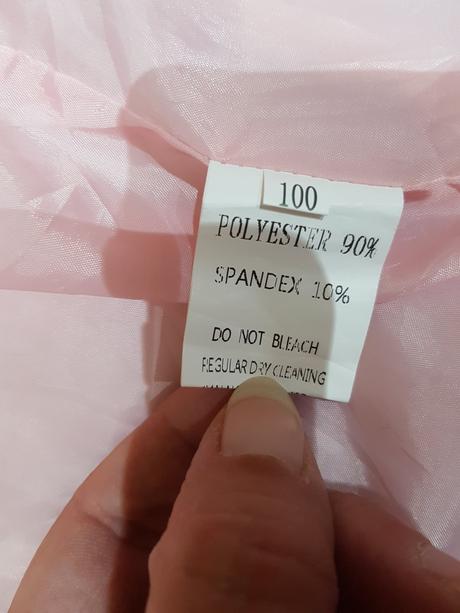 100
POLYESTER 90%
SPANDEX 10%
DO NOT BLEACH
REGULAR DRY CLEANING